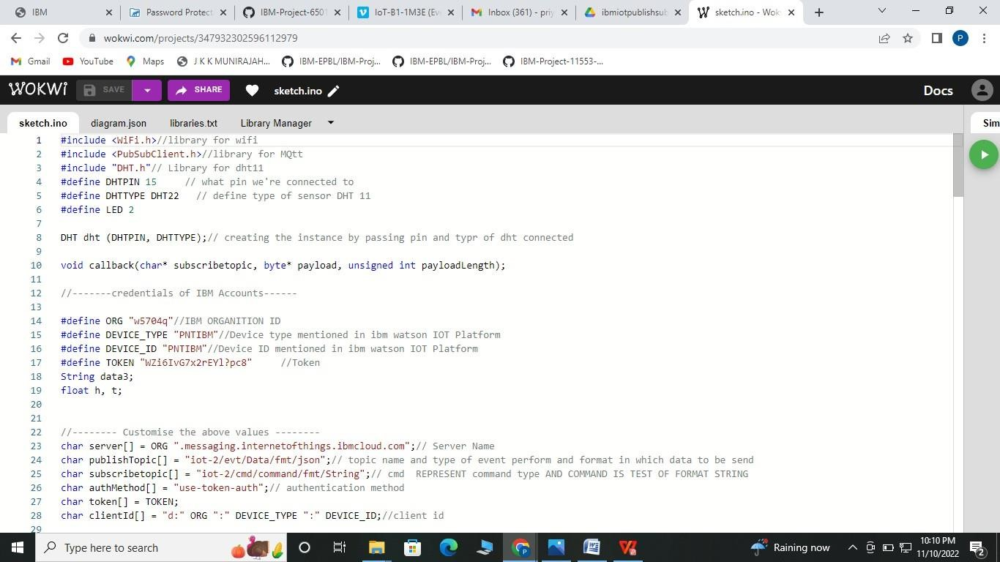 IBM
Password Protect
IBM-Project-6501
IoT-B1-1M3E (Eve
Inbox (361) - priy
ibmiotpublishsub
sketch.ino - Wok
wokwi.com/projects/347932302596112979
P
Gmail
YouTube
Maps
J K K MUNIRAJAH...
IBM-EPBL/IBM-Proj...
IBM-EPBL/IBM-Proj...
IBM-Project-11553-...
WOKWI
SAVE
SHARE
sketch.ino
Docs
sketch.ino
diagram.json
libraries.txt
Library Manager
Sim
1 #include <WiFi.h>//library for wifi
2 #include <PubSubClient.h>//library for MQtt
3 #include "DHT.h"// Library for dht11
4 #define DHTPIN 15     // what pin we're connected to
5 #define DHTTYPE DHT22   // define type of sensor DHT 11
6 #define LED 2
7
8 DHT dht (DHTPIN, DHTTYPE);// creating the instance by passing pin and typr of dht connected
9
10 void callback(char* subscribetopic, byte* payload, unsigned int payloadLength);
11
12 //-------credentials of IBM Accounts------
13
14 #define ORG "w5704q"//IBM ORGANITION ID
15 #define DEVICE_TYPE "PNTIBM"//Device type mentioned in ibm watson IOT Platform
16 #define DEVICE_ID "PNTIBM"//Device ID mentioned in ibm watson IOT Platform
17 #define TOKEN "WZi6IvG7x2rEYl?pc8"     //Token
18 String data3;
19 float h, t;
20
21
22 //-------- Customise the above values --------
23 char server[] = ORG ".messaging.internetofthings.ibmcloud.com";// Server Name
24 char publishTopic[] = "iot-2/evt/Data/fmt/json";// topic name and type of event perform and format in which data to be send
25 char subscribetopic[] = "iot-2/cmd/command/fmt/String";// cmd  REPRESENT command type AND COMMAND IS TEST OF FORMAT STRING
26 char authMethod[] = "use-token-auth";// authentication method
27 char token[] = TOKEN;
28 char clientId[] = "d:" ORG ":" DEVICE_TYPE ":" DEVICE_ID;//client id
29
Type here to search
Raining now
10:10 PM
11/10/2022
2